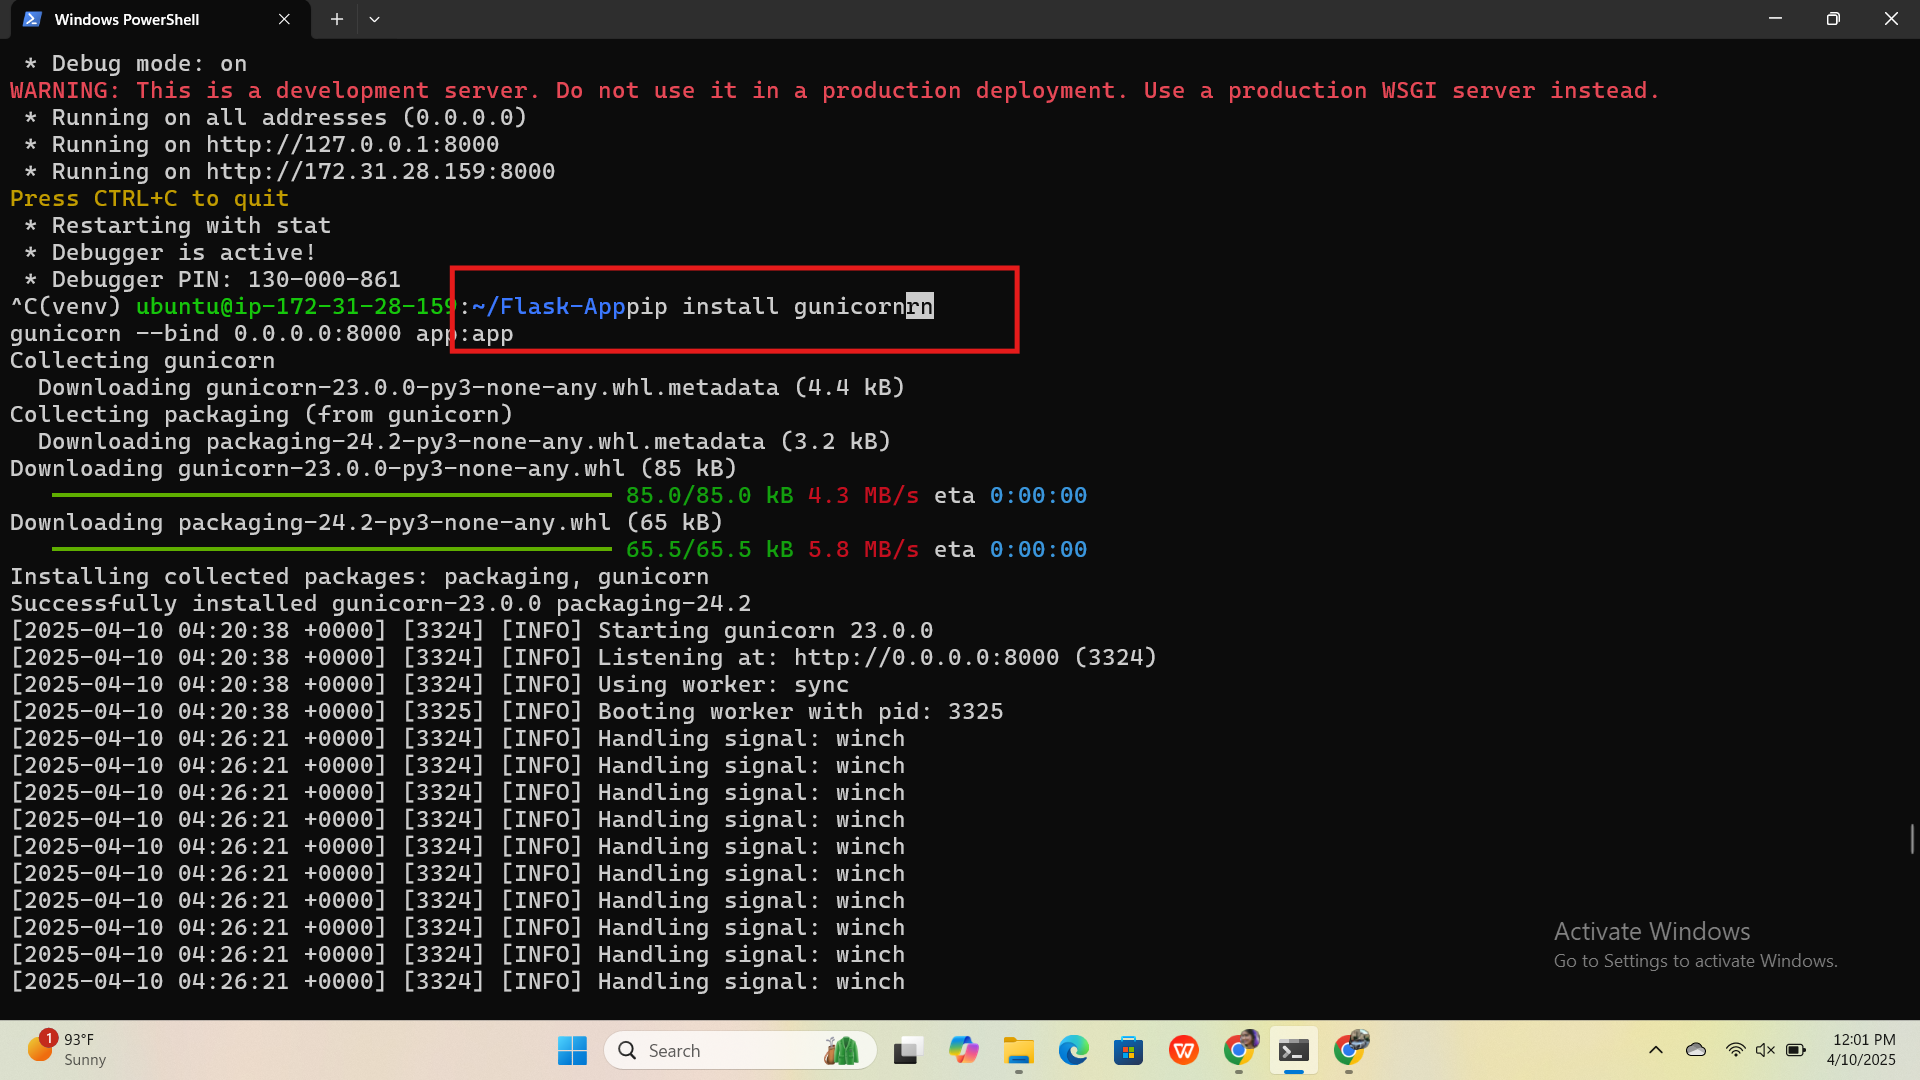 Windows PowerShell
* Debug mode: on
WARNING: This is a development server. Do not use it in a production deployment. Use a production WSGI server instead.
* Running on all addresses (0.0.0.0)
* Running on http://127.0.0.1:8000
* Running on http://172.31.28.159:8000
Press CTRL+C to quit
* Restarting with stat
* Debugger is active!
* Debugger PIN: 130-000-861
^C(venv) ubuntu@ip-172-31-28-159:~/Flask-Apppip install gunicornrn
gunicorn --bind 0.0.0.0:8000 app:app
Collecting gunicorn
  Downloading gunicorn-23.0.0-py3-none-any.whl.metadata (4.4 kB)
Collecting packaging (from gunicorn)
  Downloading packaging-24.2-py3-none-any.whl.metadata (3.2 kB)
Downloading gunicorn-23.0.0-py3-none-any.whl (85 kB)
85.0/85.0 kB 4.3 MB/s eta 0:00:00
Downloading packaging-24.2-py3-none-any.whl (65 kB)
65.5/65.5 kB 5.8 MB/s eta 0:00:00
Installing collected packages: packaging, gunicorn
Successfully installed gunicorn-23.0.0 packaging-24.2
[2025-04-10 04:20:38 +0000] [3324] [INFO] Starting gunicorn 23.0.0
[2025-04-10 04:20:38 +0000] [3324] [INFO] Listening at: http://0.0.0.0:8000 (3324)
[2025-04-10 04:20:38 +0000] [3324] [INFO] Using worker: sync
[2025-04-10 04:20:38 +0000] [3325] [INFO] Booting worker with pid: 3325
[2025-04-10 04:26:21 +0000] [3324] [INFO] Handling signal: winch
[2025-04-10 04:26:21 +0000] [3324] [INFO] Handling signal: winch
[2025-04-10 04:26:21 +0000] [3324] [INFO] Handling signal: winch
[2025-04-10 04:26:21 +0000] [3324] [INFO] Handling signal: winch
[2025-04-10 04:26:21 +0000] [3324] [INFO] Handling signal: winch
[2025-04-10 04:26:21 +0000] [3324] [INFO] Handling signal: winch
[2025-04-10 04:26:21 +0000] [3324] [INFO] Handling signal: winch
[2025-04-10 04:26:21 +0000] [3324] [INFO] Handling signal: winch
[2025-04-10 04:26:21 +0000] [3324] [INFO] Handling signal: winch
[2025-04-10 04:26:21 +0000] [3324] [INFO] Handling signal: winch
Activate Windows
Go to Settings to activate Windows.
1
93°F
Sunny
Search
12:01 PM
4/10/2025